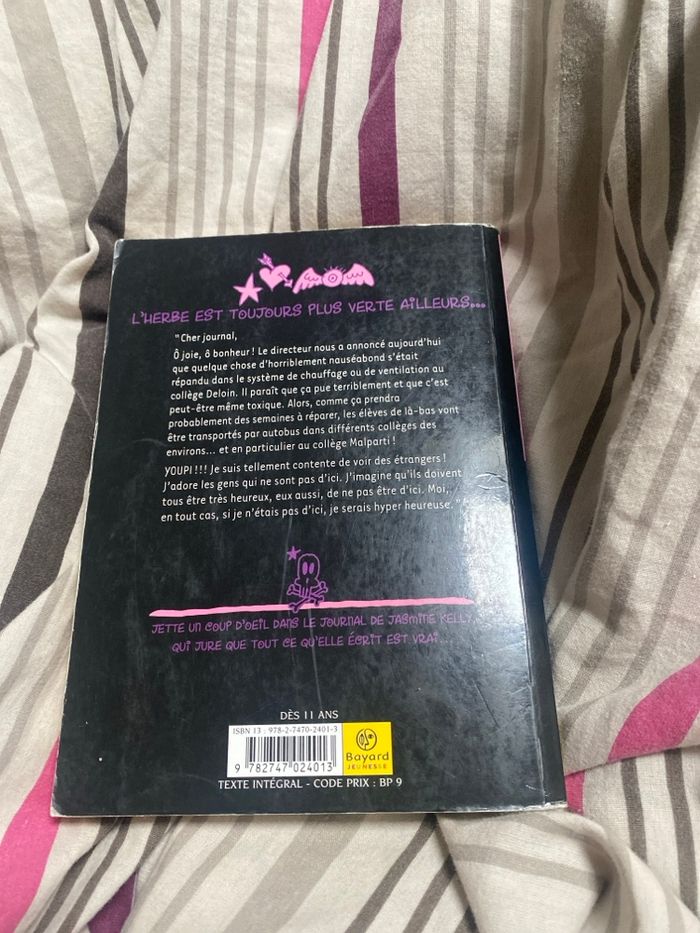 L'HERBE EST TOUJOURS PLUS VERTE AILLEURS...
"Cher journal,
Ô joie, ô bonheur ! Le directeur nous a annoncé aujourd'hui
que quelque chose d'horriblement nauséabond s'était
répandu dans le système de chauffage ou de ventilation au
collège Deloin. Il paraît que ça pue terriblement et que c'est
peut-être même toxique. Alors, comme ça prendra
probablement des semaines à réparer, les élèves de là-bas vont
être transportés par autobus dans différents collèges des
environs... et en particulier au collège Malparti !
YOUPI !!! Je suis tellement contente de voir des étrangers !
J'adore les gens qui ne sont pas d'ici. J'imagine qu'ils doivent
tous être très heureux, eux aussi, de ne pas être d'ici. Moi,
en tout cas, si je n'étais pas d'ici, je serais hyper heureuse."
JETTE UN COUP D'OEIL DANS LE JOURNAL DE JASMINE KELLY,
QUI JURE QUE TOUT CE QU'ELLE ÉCRIT EST VRAI...
DÈS 11 ANS
ISBN 13 : 978-2-7470-2401-3
9 782747 024013
Bayard
JEUNESSE
TEXTE INTÉGRAL - CODE PRIX : BP 9